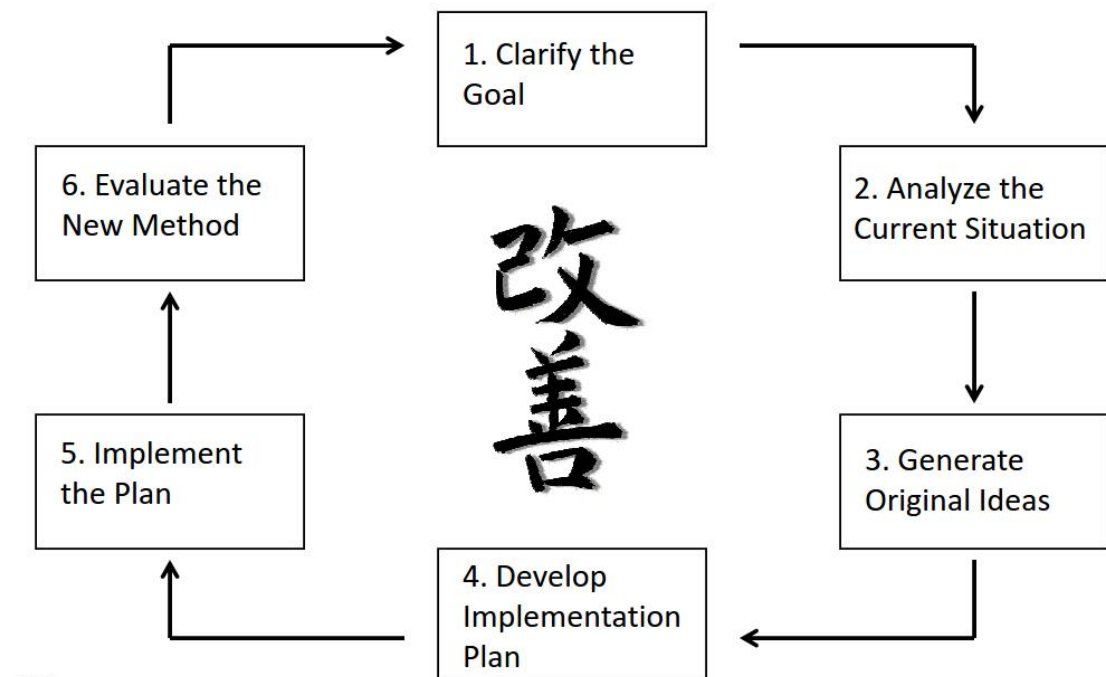 1. Clarify the
Goal
2. Analyze the
Current Situation
3. Generate
Original Ideas
4. Develop
Implementation
Plan
5. Implement
the Plan
6. Evaluate the
New Method
改
善